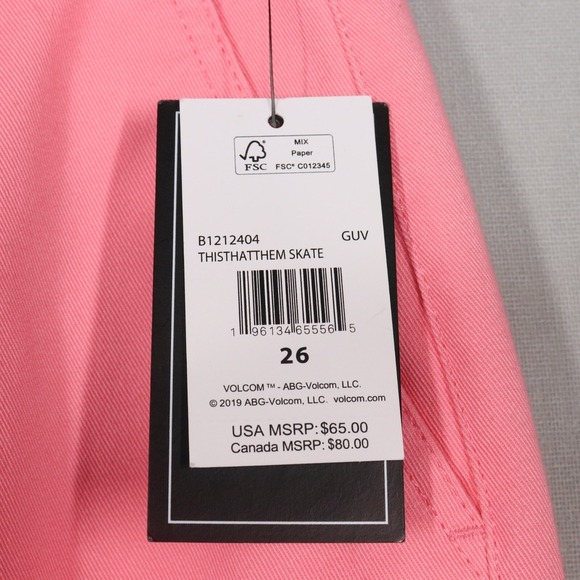 MIX
Paper
FSC
FSC® C012345
B1212404 GUV
THISTHATTHEM SKATE
1 96134 65556 5
26
VOLCOM™ - ABG-Volcom, LLC.
© 2019 ABG-Volcom, LLC. volcom.com
USA MSRP:$65.00
Canada MSRP: $80.00